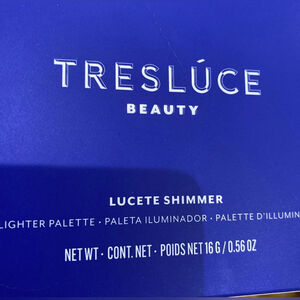 TRESLÚCE
BEAUTY
LUCETE SHIMMER
LIGHTER PALETTE · PALETA ILUMINADOR · PALETTE D'ILLUMIN
NET WT · CONT. NET · POIDS NET 16 G / 0.56 OZ